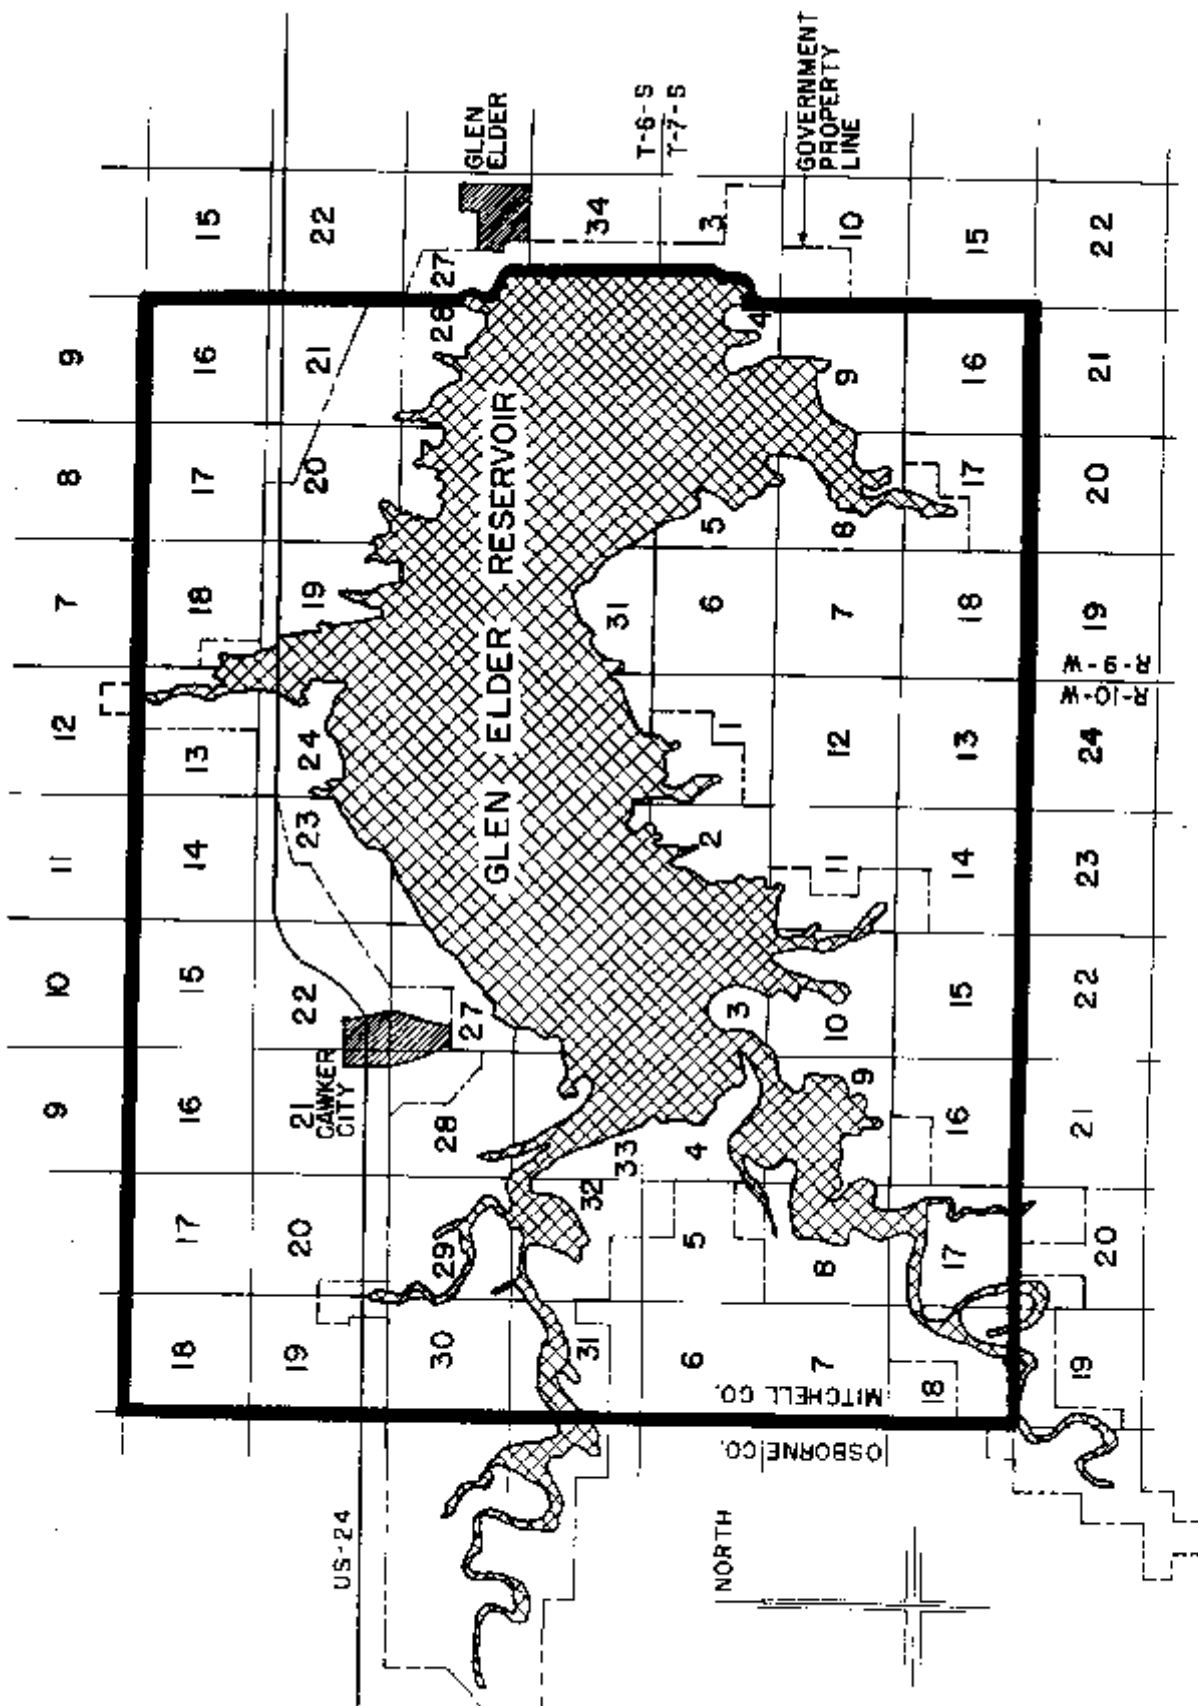 9 10 11 12 7 8 9
18 17 16 15 14 13 18 17 16 15
19 20 21 22 23 24 19 20 21 22
CAWKER
CITY
US-24
30 29 28 27 28 27
GLEN
ELDER
GLEN ELDER RESERVOIR
31 32 33 31 34
T-6-S
T-7-S
6 5 4 3 2 1 6 5 4 3
NORTH
7 8 9 10 11 12 7 8 9 10
GOVERNMENT
PROPERTY
LINE
OSBORNE CO. MITCHELL CO.
18 17 16 15 14 13 18 17 16 15
R-10-W R-9-W
19 20 21 22 23 24 19 20 21 22